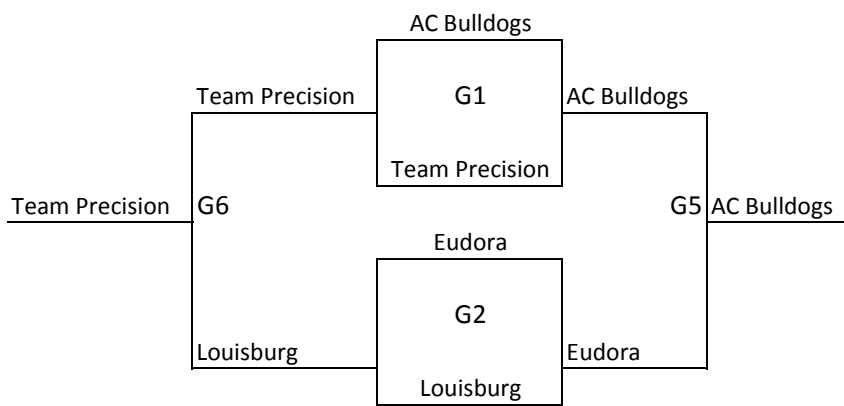 AC Bulldogs
Team Precision G1 AC Bulldogs
Team Precision
Team Precision G6 G5 AC Bulldogs
Eudora
G2
Louisburg Eudora
Louisburg